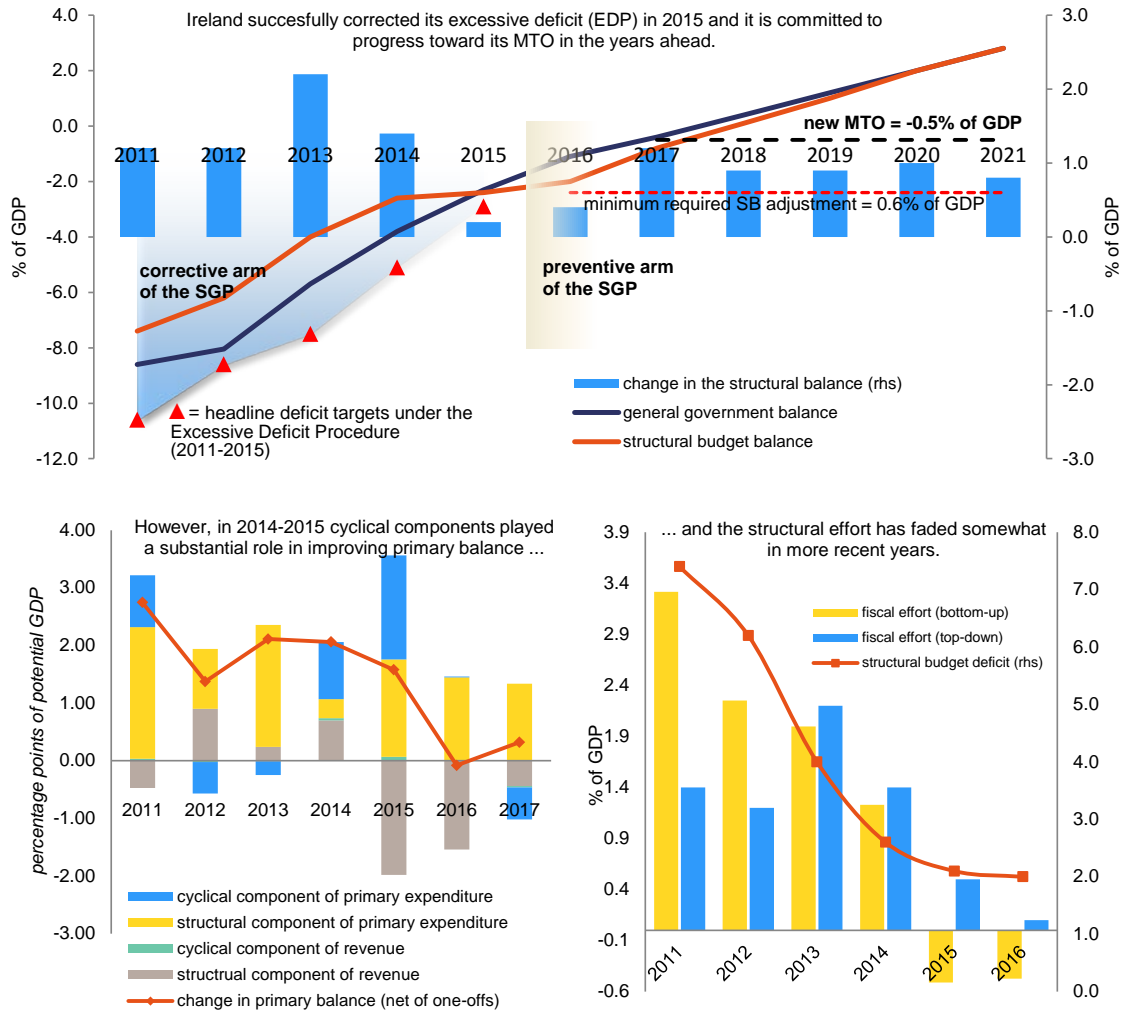 Ireland succesfully corrected its excessive deficit (EDP) in 2015 and it is committed to
progress toward its MTO in the years ahead.
% of GDP
4.0
2.0
0.0
-2.0
-4.0
-6.0
-8.0
-10.0
-12.0
3.0
2.0
1.0
0.0
-1.0
-2.0
-3.0
% of GDP
new MTO = -0.5% of GDP
2011 2012 2013 2014 2015 2016 2017 2018 2019 2020 2021
minimum required SB adjustment = 0.6% of GDP
corrective arm
of the SGP
preventive arm
of the SGP
= headline deficit targets under the
Excessive Deficit Procedure
(2011-2015)
change in the structural balance (rhs)
general government balance
structural budget balance
However, in 2014-2015 cyclical components played
a substantial role in improving primary balance ...
percentage points of potential GDP
4.00
3.00
2.00
1.00
0.00
-1.00
-2.00
-3.00
2011 2012 2013 2014 2015 2016 2017
cyclical component of primary expenditure
structural component of primary expenditure
cyclical component of revenue
structrual component of revenue
change in primary balance (net of one-offs)
... and the structural effort has faded somewhat
in more recent years.
% of GDP
3.9
3.4
2.9
2.4
1.9
1.4
0.9
0.4
-0.1
-0.6
8.0
7.0
6.0
5.0
4.0
3.0
2.0
1.0
0.0
fiscal effort (bottom-up)
fiscal effort (top-down)
structural budget deficit (rhs)
2011 2012 2013 2014 2015 2016